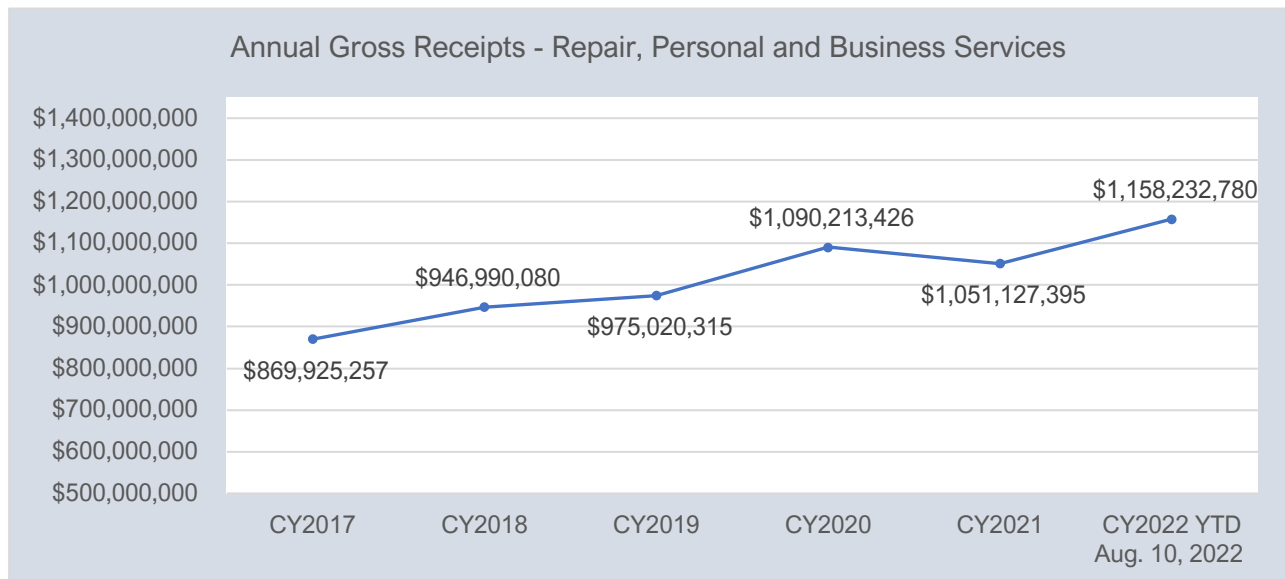 Annual Gross Receipts - Repair, Personal and Business Services
$1,400,000,000
$1,300,000,000
$1,200,000,000
$1,100,000,000
$1,000,000,000
$900,000,000
$800,000,000
$700,000,000
$600,000,000
$500,000,000
$869,925,257
$946,990,080
$975,020,315
$1,090,213,426
$1,051,127,395
$1,158,232,780
CY2017
CY2018
CY2019
CY2020
CY2021
CY2022 YTD
Aug. 10, 2022